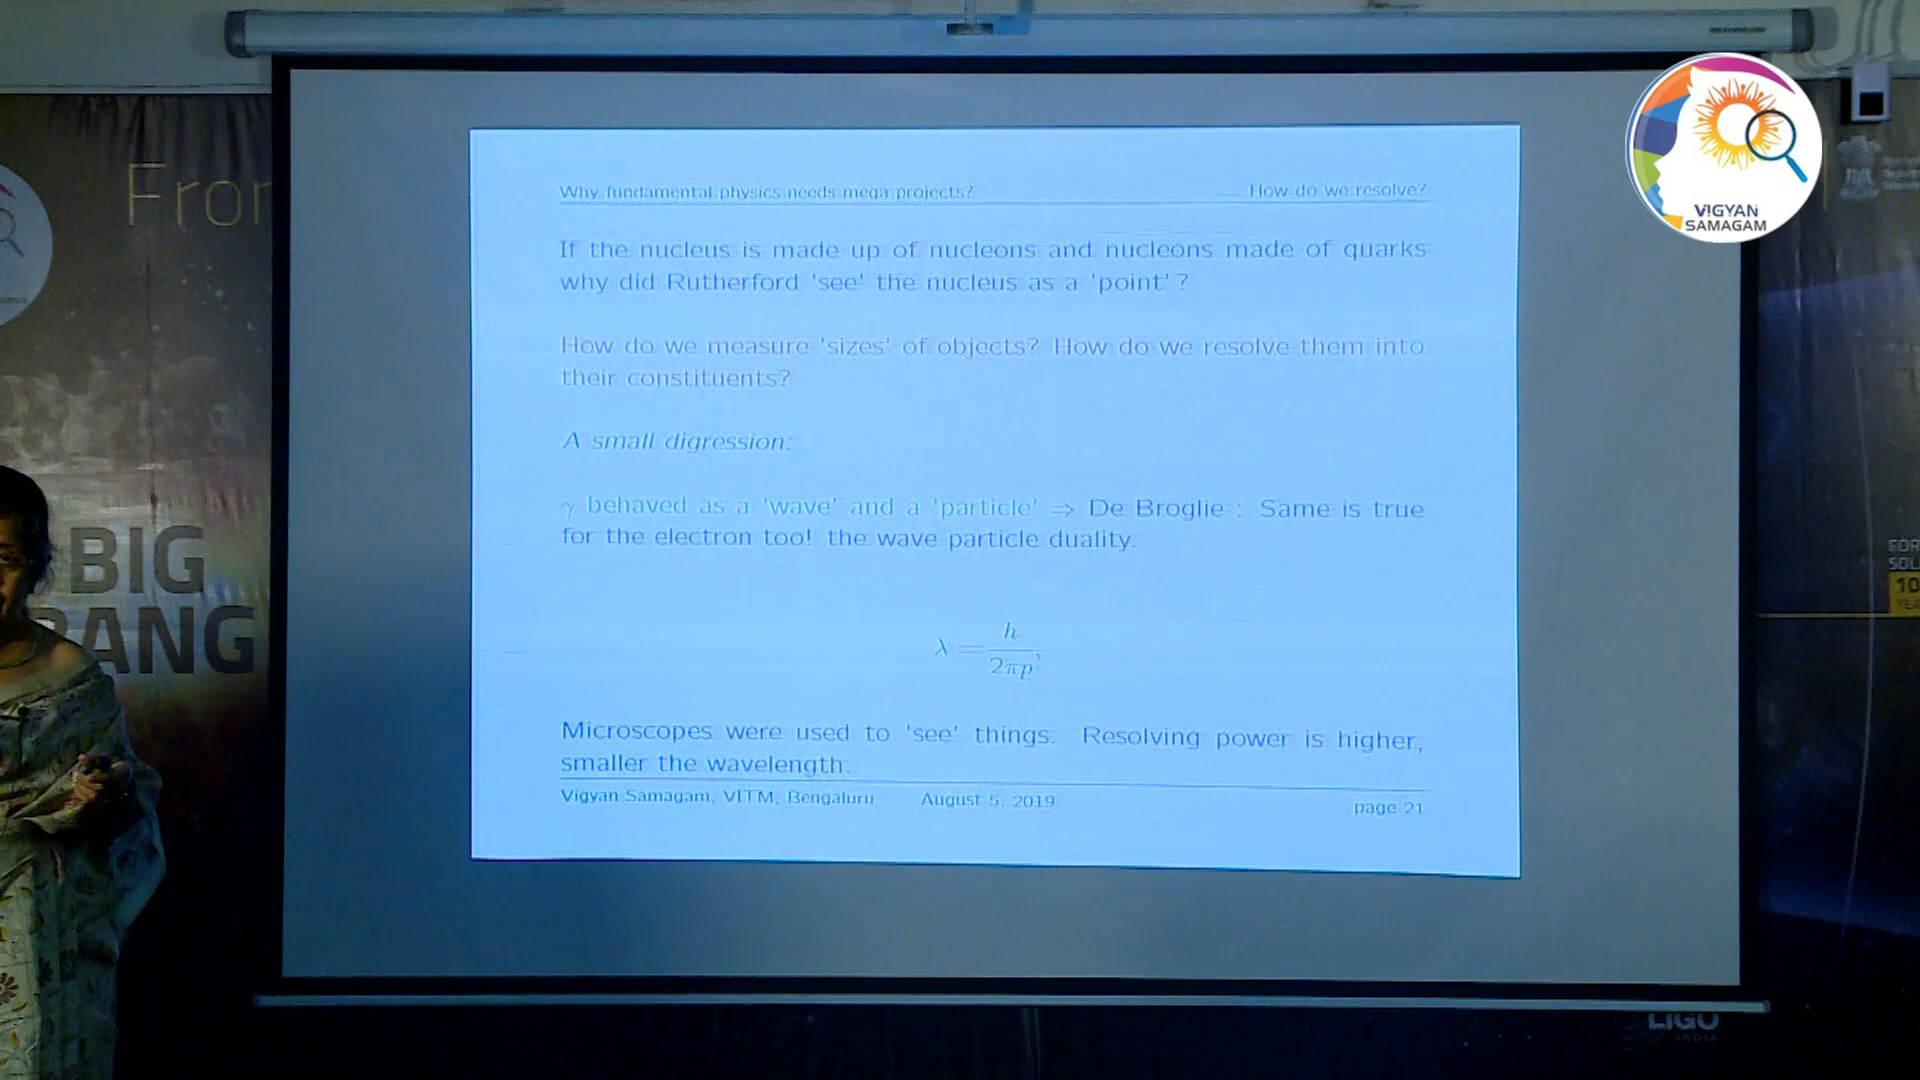 VIGYAN
SAMAGAM
From
BIG
BANG
Why fundamental physics needs mega projects?
How do we resolve?
If the nucleus is made up of nucleons and nucleons made of quarks
why did Rutherford 'see' the nucleus as a 'point' ?
How do we measure 'sizes' of objects? How do we resolve them into
their constituents?
A small digression:
γ behaved as a 'wave' and a 'particle' ⇒ De Broglie : Same is true
for the electron too! the wave particle duality.
λ = h / 2πp,
Microscopes were used to 'see' things. Resolving power is higher,
smaller the wavelength.
Vigyan Samagam, VITM, Bengaluru August 5, 2019 page 21
LIGO
INDIA